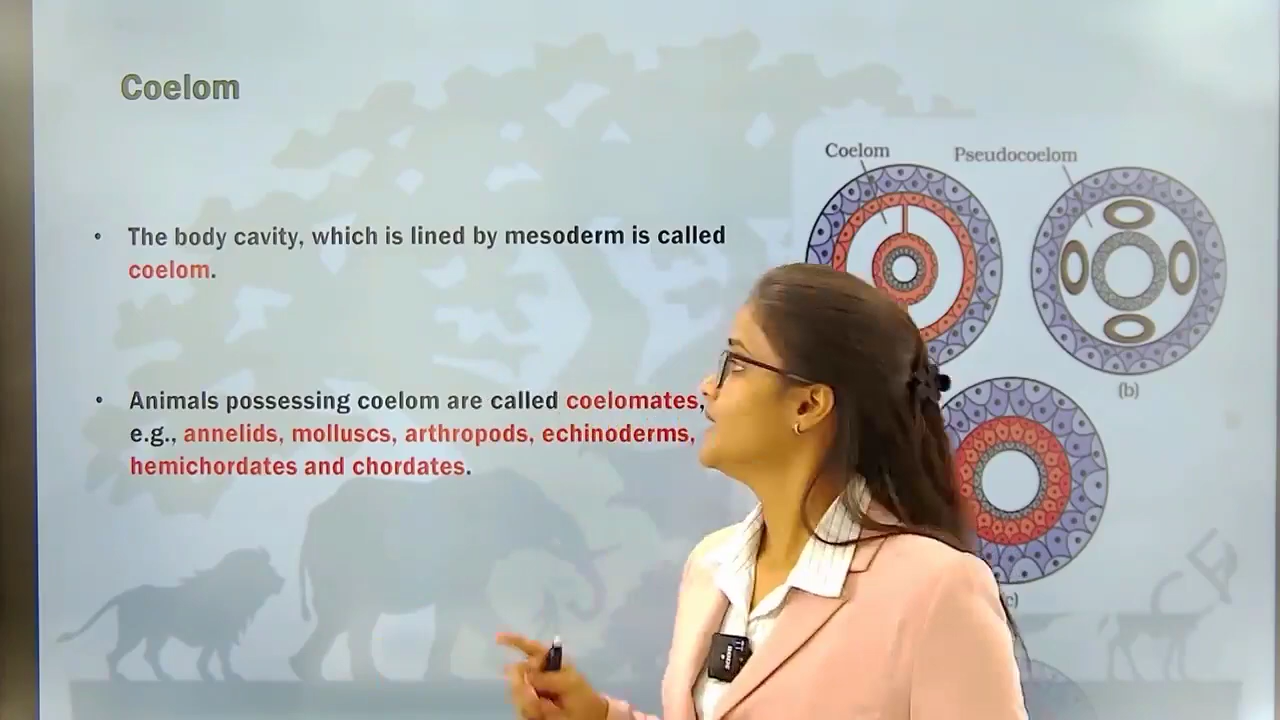 Coelom
The body cavity, which is lined by mesoderm is called
coelom.
Animals possessing coelom are called coelomates,
e.g., annelids, molluscs, arthropods, echinoderms,
hemichordates and chordates.
Coelom
Pseudocoelom
(b)